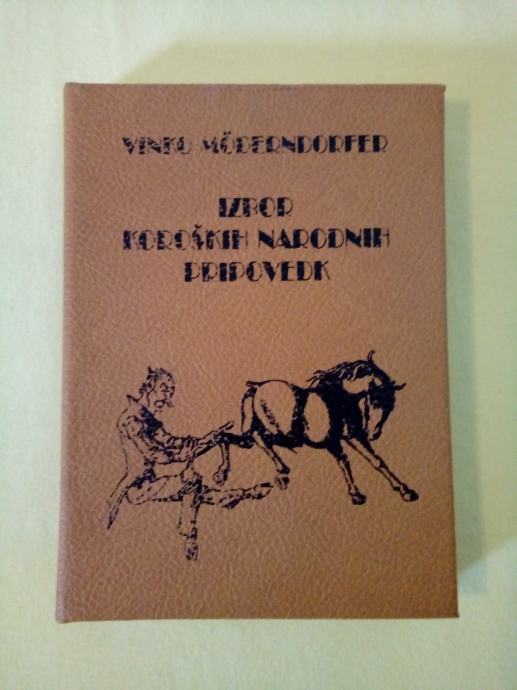 VINKO MÖDERNDORFER
IZBOR
KOROŠKIH NARODNIH
PRIPOVEDK